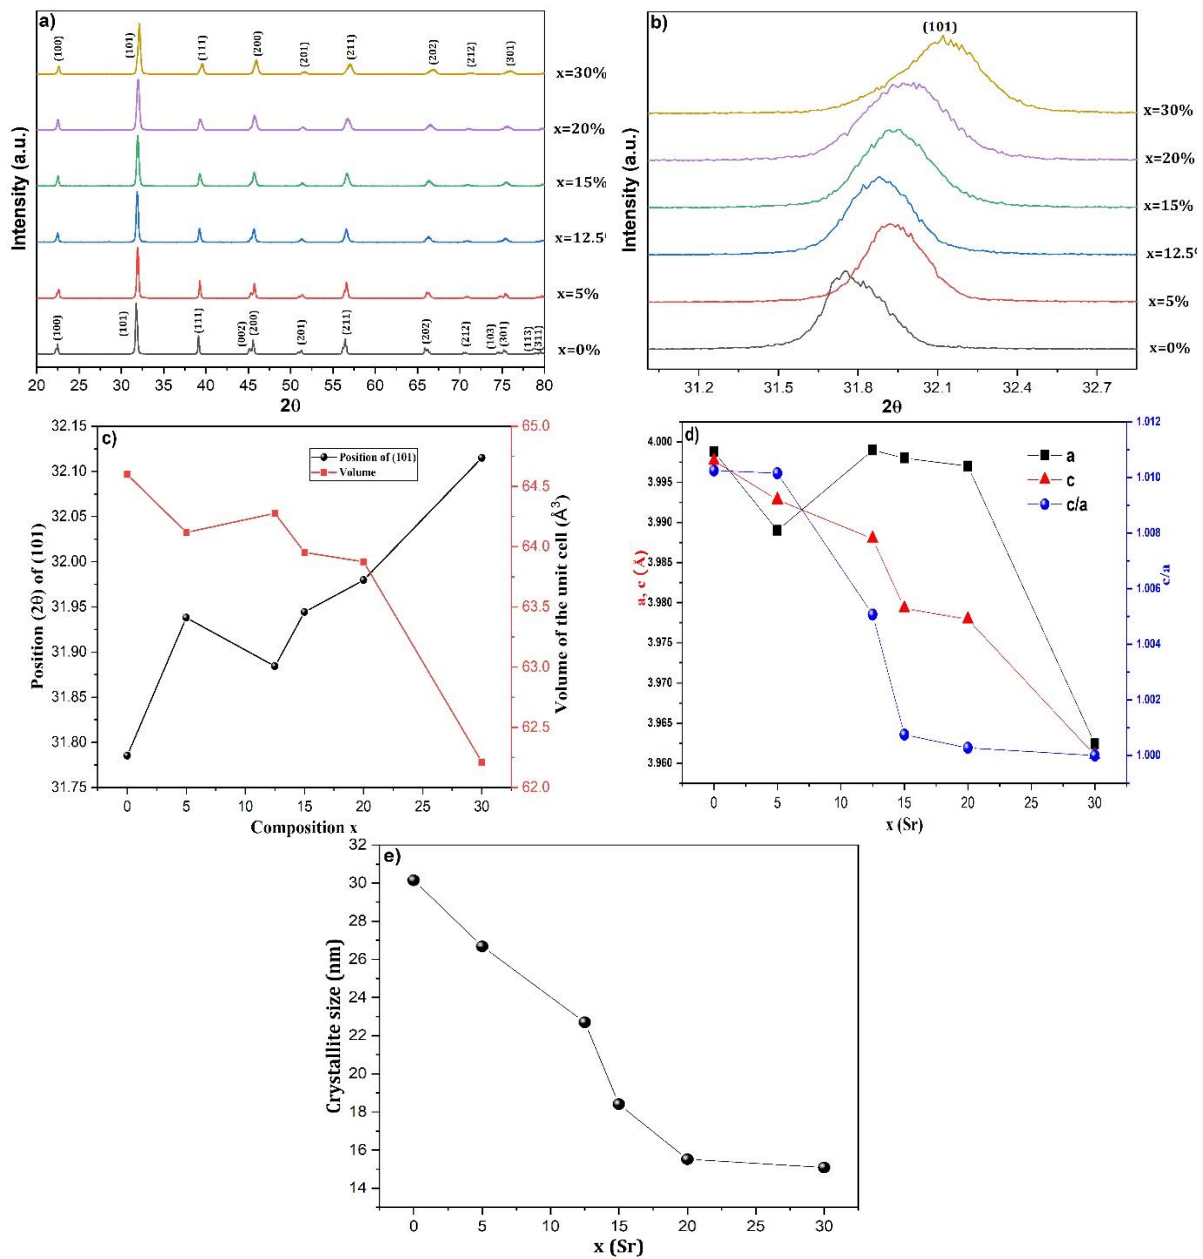 a)
(100)
(101)
(111)
(200)
(201)
(211)
(202)
(212)
(301)
x=30%
x=20%
x=15%
x=12.5
x=5%
x=0%
(100)
(101)
(111)
(002)
(200)
(201)
(211)
(202)
(212)
(103)
(301)
(113)
(311)
Intensity (a.u.)
20 25 30 35 40 45 50 55 60 65 70 75 80
2θ
b)
(101)
x=30%
x=20%
x=15%
x=12.5
x=5%
x=0%
Intensity (a.u.)
31.2 31.5 31.8 32.1 32.4 32.7
2θ
c)
Position of (101)
Volume
32.15
32.10
32.05
32.00
31.95
31.90
31.85
31.80
31.75
Position (2θ) of (101)
65.0
64.5
64.0
63.5
63.0
62.5
62.0
Volume of the unit cell (Å³)
0 5 10 15 20 25 30
Composition x
d)
a
c
c/a
4.000
3.995
3.990
3.985
3.980
3.975
3.970
3.965
3.960
a, c (Å)
1.012
1.010
1.008
1.006
1.004
1.002
1.000
c/a
0 5 10 15 20 25 30
x (Sr)
e)
32
30
28
26
24
22
20
18
16
14
Crystallite size (nm)
0 5 10 15 20 25 30
x (Sr)